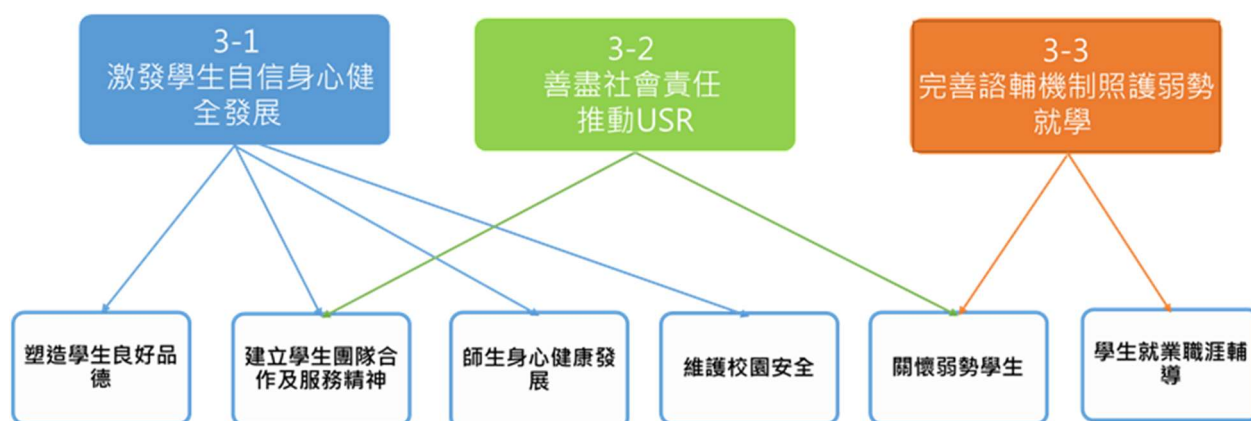 3-1
激發學生自信身心健
全發展
3-2
善盡社會責任
推動USR
3-3
完善諮輔機制照護弱勢
就學
塑造學生良好品
德
建立學生團隊合
作及服務精神
師生身心健康發
展
維護校園安全
關懷弱勢學生
學生就業職涯輔
導